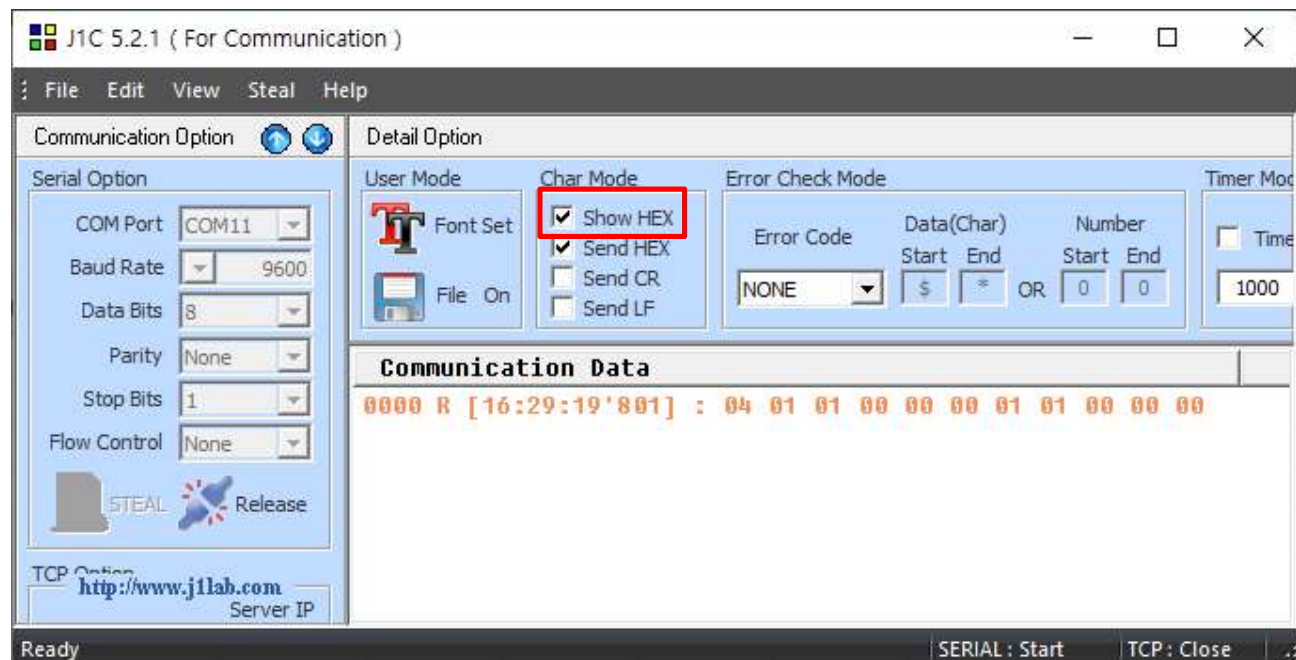 J1C 5.2.1 ( For Communication )
File Edit View Steal Help
Communication Option
Detail Option
Serial Option
COM Port COM11
Baud Rate 9600
Data Bits 8
Parity None
Stop Bits 1
Flow Control None
STEAL Release
TCP Option
http://www.j1lab.com
Server IP
User Mode
Font Set
File On
Char Mode
Show HEX
Send HEX
Send CR
Send LF
Error Check Mode
Error Code
NONE
Data(Char) Number
Start End Start End
$ * OR 0 0
Timer Mod
Time
1000
Communication Data
0000 R [16:29:19'801] : 04 01 01 00 00 00 01 01 00 00 00
Ready SERIAL : Start TCP : Close